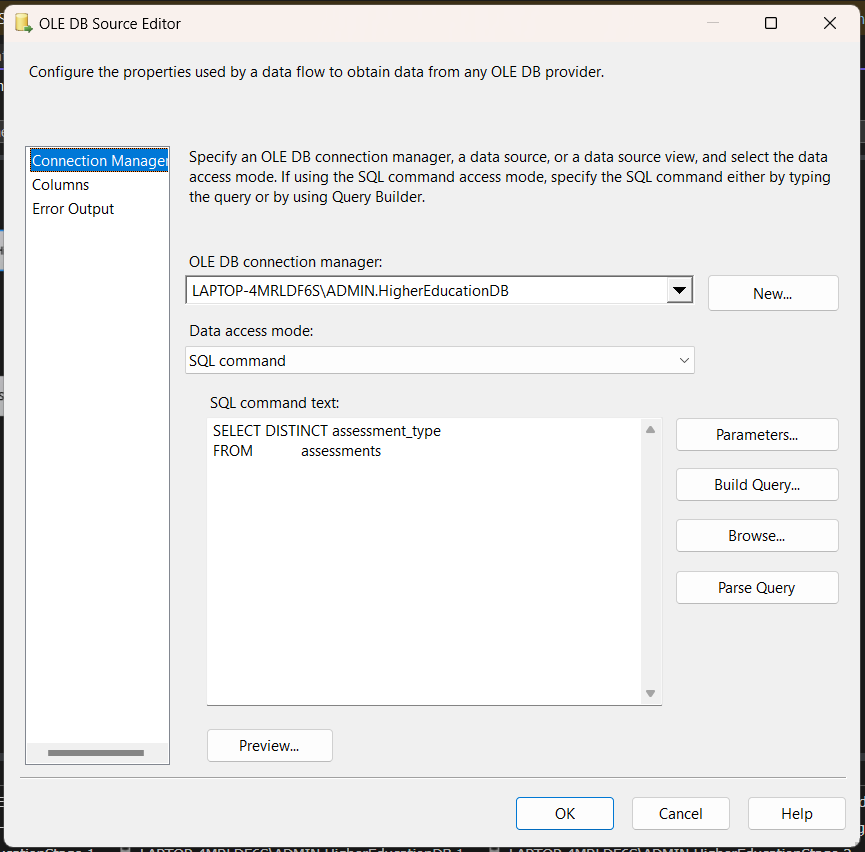 OLE DB Source Editor
Configure the properties used by a data flow to obtain data from any OLE DB provider.
Connection Manager
Columns
Error Output
Specify an OLE DB connection manager, a data source, or a data source view, and select the data
access mode. If using the SQL command access mode, specify the SQL command either by typing
the query or by using Query Builder.
OLE DB connection manager:
LAPTOP-4MRLDF6S\ADMIN.HigherEducationDB
New...
Data access mode:
SQL command
SQL command text:
SELECT DISTINCT assessment_type
FROM assessments
Parameters...
Build Query...
Browse...
Parse Query
Preview...
OK
Cancel
Help